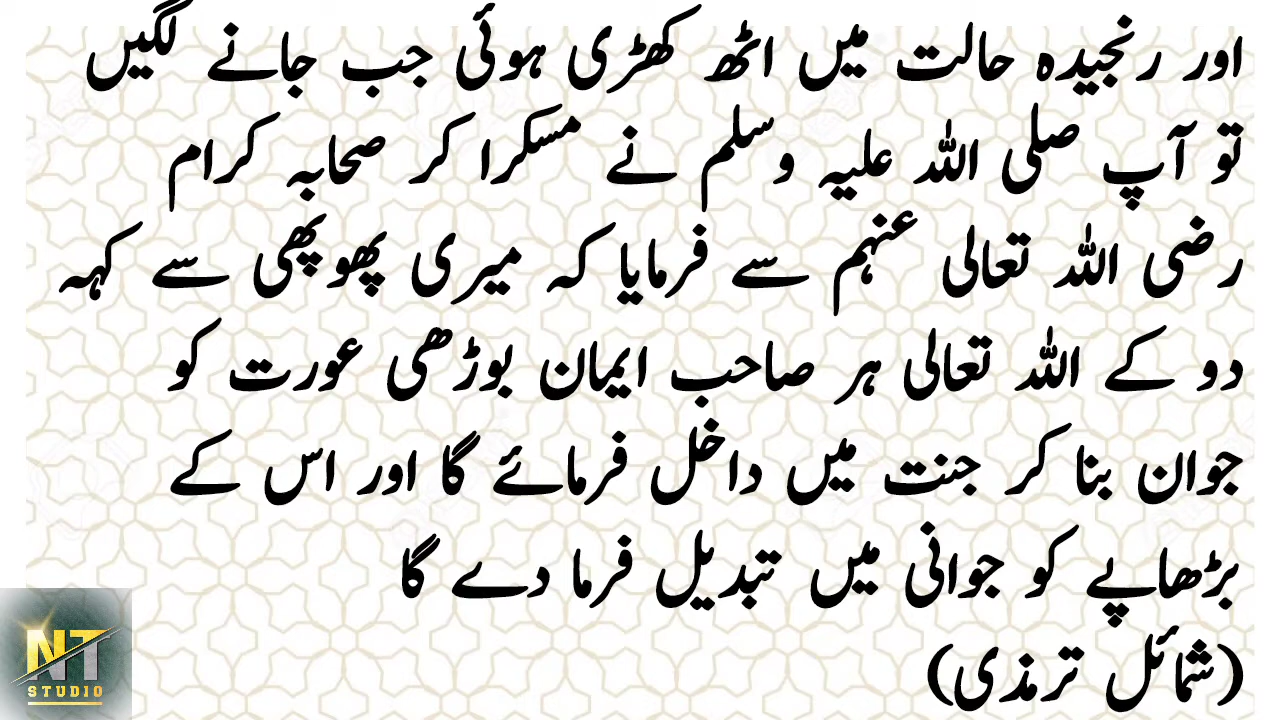 اور رنجیدہ حالت میں اٹھ کھڑی ہوئی جب جانے لگیں
تو آپ صلی اللہ علیہ وسلم نے مسکرا کر صحابہ کرام
رضی اللہ تعالی عنہم سے فرمایا کہ میری پھوپھی سے کہہ
دو کے اللہ تعالی ہر صاحب ایمان بوڑھی عورت کو
جوان بنا کر جنت میں داخل فرمائے گا اور اس کے
بڑھاپے کو جوانی میں تبدیل فرما دے گا
(شمائل ترمذی)
NT
STUDIO